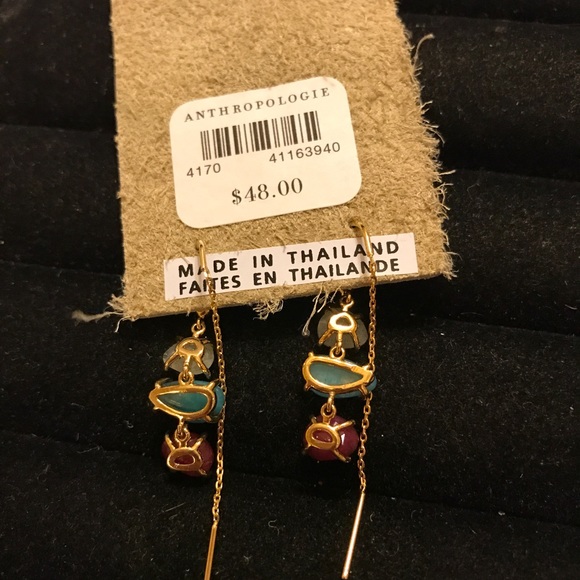 ANTHROPOLOGIE
4170 41163940
$48.00
MADE IN THAILAND
FAITES EN THAILANDE